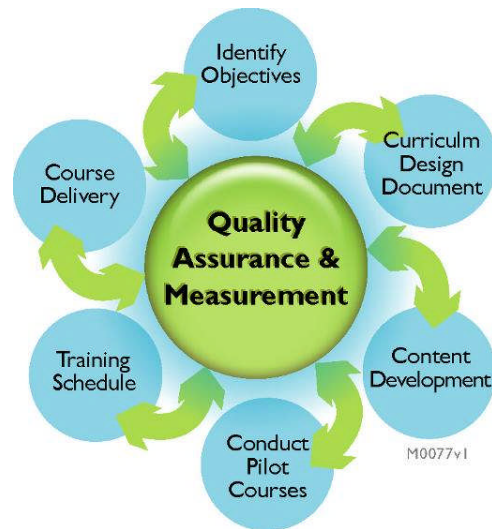 Identify
Objectives
Curriculm
Design
Document
Content
Development
Conduct
Pilot
Courses
Training
Schedule
Course
Delivery
Quality
Assurance &
Measurement
M0077v1